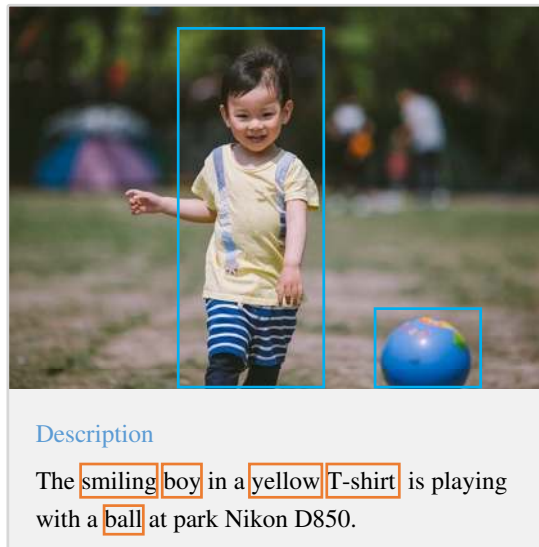 Description
The smiling boy in a yellow T-shirt is playing
with a ball at park Nikon D850.